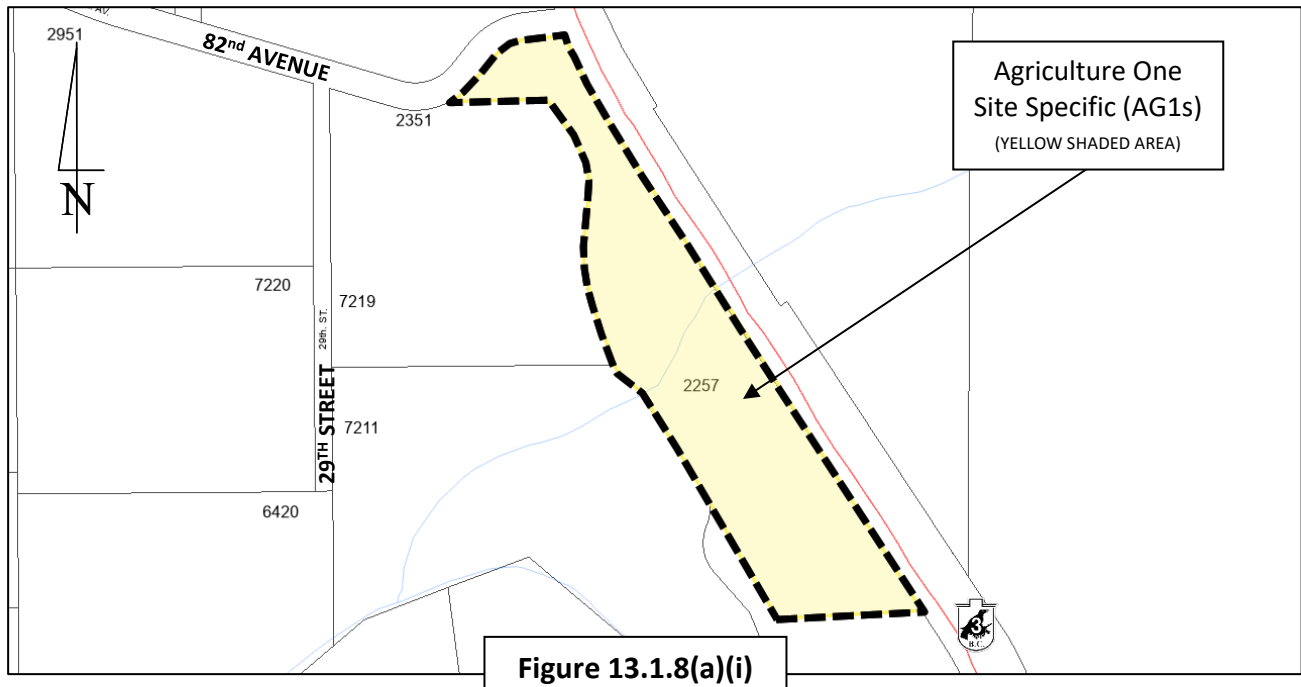 AV.
2951
82nd AVENUE
2351
Agriculture One
Site Specific (AG1s)
(YELLOW SHADED AREA)
N
7220
7219
29th. ST.
29TH STREET
2257
7211
6420
3
B.C.
Figure 13.1.8(a)(i)